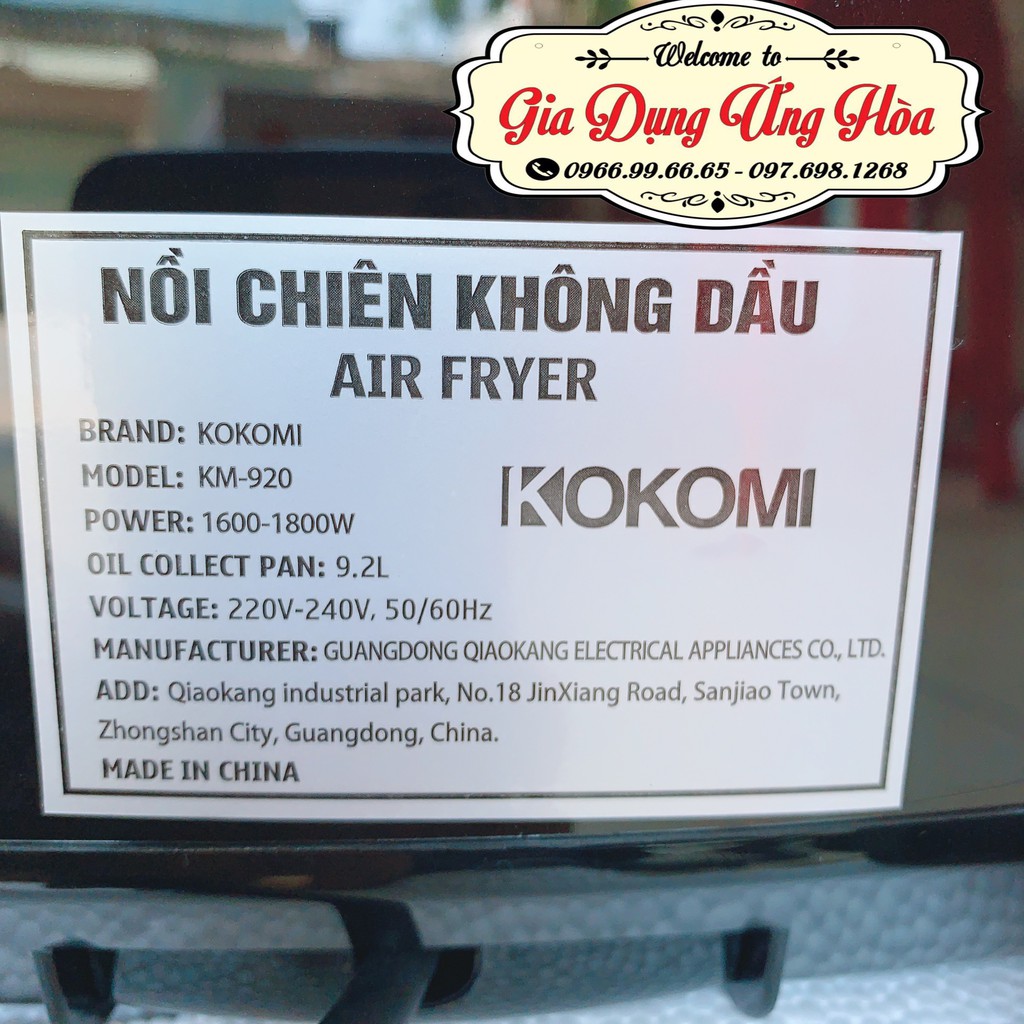 Welcome to
Gia Dụng Ứng Hòa
0966.99.66.65 - 097.698.1268
NỒI CHIÊN KHÔNG DẦU
AIR FRYER
BRAND: KOKOMI
MODEL: KM-920
POWER: 1600-1800W
KOKOMI
OIL COLLECT PAN: 9.2L
VOLTAGE: 220V-240V, 50/60Hz
MANUFACTURER: GUANGDONG QIAOKANG ELECTRICAL APPLIANCES CO., LTD.
ADD: Qiaokang industrial park, No.18 JinXiang Road, Sanjiao Town,
Zhongshan City, Guangdong, China.
MADE IN CHINA